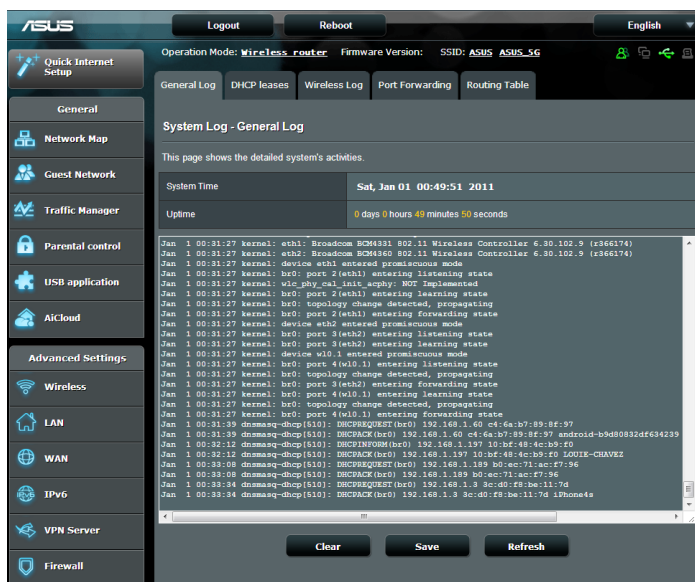 ASUS
Logout
Reboot
English
Quick Internet
Setup
General
Network Map
Guest Network
Traffic Manager
Parental control
USB application
AiCloud
Advanced Settings
Wireless
LAN
WAN
IPv6
VPN Server
Firewall
Operation Mode: Wireless router Firmware Version: SSID: ASUS ASUS_5G
General Log DHCP leases Wireless Log Port Forwarding Routing Table
System Log - General Log
This page shows the detailed system's activities.
System Time Sat, Jan 01 00:49:51 2011
Uptime 0 days 0 hours 49 minutes 50 seconds
Jan 1 00:31:27 kernel: eth1: Broadcom BCM4331 802.11 Wireless Controller 6.30.102.9 (r366174)
Jan 1 00:31:27 kernel: eth2: Broadcom BCM4360 802.11 Wireless Controller 6.30.102.9 (r366174)
Jan 1 00:31:27 kernel: device eth1 entered promiscuous mode
Jan 1 00:31:27 kernel: br0: port 2(eth1) entering listening state
Jan 1 00:31:27 kernel: wlc_phy_cal_init_acphy: NOT Implemented
Jan 1 00:31:27 kernel: br0: port 2(eth1) entering learning state
Jan 1 00:31:27 kernel: br0: topology change detected, propagating
Jan 1 00:31:27 kernel: br0: port 2(eth1) entering forwarding state
Jan 1 00:31:27 kernel: device eth2 entered promiscuous mode
Jan 1 00:31:27 kernel: br0: port 3(eth2) entering listening state
Jan 1 00:31:27 kernel: br0: port 3(eth2) entering learning state
Jan 1 00:31:27 kernel: device wl0.1 entered promiscuous mode
Jan 1 00:31:27 kernel: br0: port 4(wl0.1) entering listening state
Jan 1 00:31:27 kernel: br0: topology change detected, propagating
Jan 1 00:31:27 kernel: br0: port 3(eth2) entering forwarding state
Jan 1 00:31:27 kernel: br0: port 4(wl0.1) entering learning state
Jan 1 00:31:27 kernel: br0: topology change detected, propagating
Jan 1 00:31:27 kernel: br0: port 4(wl0.1) entering forwarding state
Jan 1 00:31:39 dnsmasq-dhcp[510]: DHCPREQUEST(br0) 192.168.1.60 c4:6a:b7:89:8f:97
Jan 1 00:31:39 dnsmasq-dhcp[510]: DHCPACK(br0) 192.168.1.60 c4:6a:b7:89:8f:97 android-b9d80832df634239
Jan 1 00:32:12 dnsmasq-dhcp[510]: DHCPINFORM(br0) 192.168.1.197 10:bf:48:4c:b9:f0
Jan 1 00:32:12 dnsmasq-dhcp[510]: DHCPACK(br0) 192.168.1.197 10:bf:48:4c:b9:f0 LOUIE-CHAVEZ
Jan 1 00:33:08 dnsmasq-dhcp[510]: DHCPREQUEST(br0) 192.168.1.189 b0:ec:71:ac:f7:96
Jan 1 00:33:08 dnsmasq-dhcp[510]: DHCPACK(br0) 192.168.1.189 b0:ec:71:ac:f7:96
Jan 1 00:33:34 dnsmasq-dhcp[510]: DHCPREQUEST(br0) 192.168.1.3 3c:d0:f8:be:11:7d
Jan 1 00:33:34 dnsmasq-dhcp[510]: DHCPACK(br0) 192.168.1.3 3c:d0:f8:be:11:7d iPhone4s
Clear
Save
Refresh